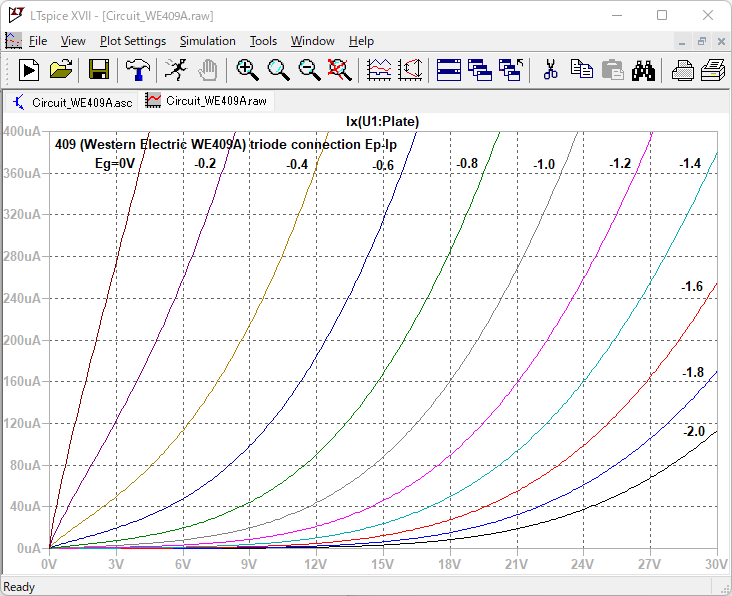 LTspice XVII - [Circuit_WE409A.raw]
File View Plot Settings Simulation Tools Window Help
Circuit_WE409A.asc Circuit_WE409A.raw
Ix(U1:Plate)
400uA
409 (Western Electric WE409A) triode connection Ep-Ip
Eg=0V -0.2 -0.4 -0.6 -0.8 -1.0 -1.2 -1.4
360uA
320uA
280uA
-1.6
240uA
200uA
-1.8
160uA
120uA
-2.0
80uA
40uA
0uA
0V 3V 6V 9V 12V 15V 18V 21V 24V 27V 30V
Ready